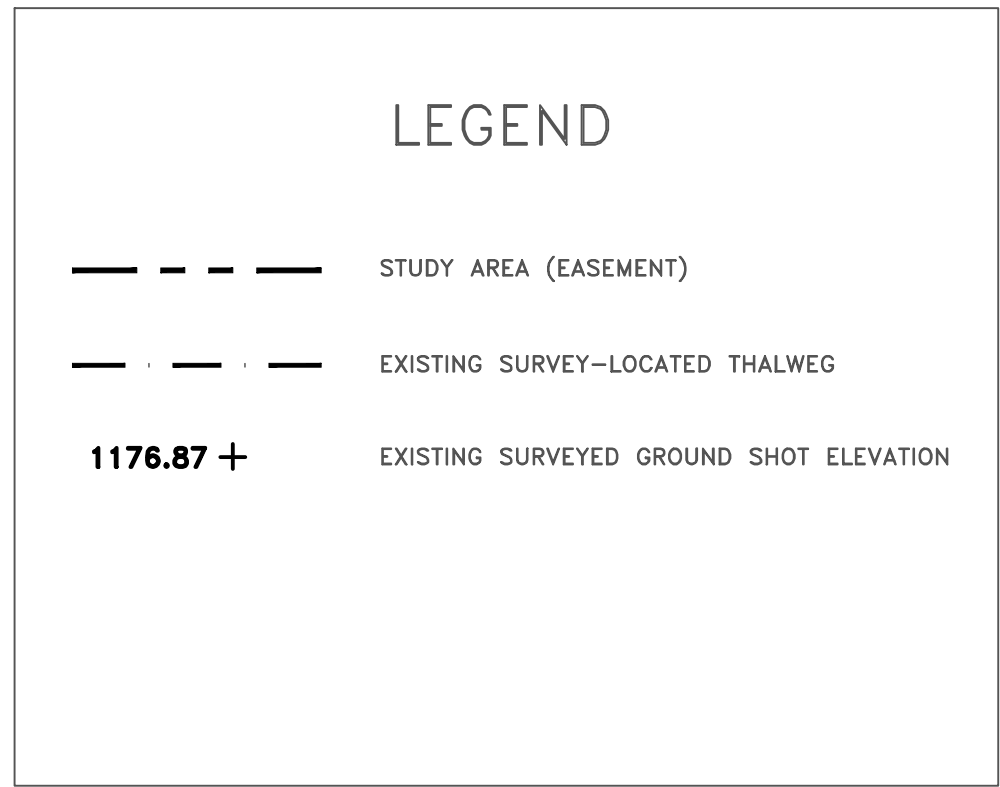 LEGEND
STUDY AREA (EASEMENT)
EXISTING SURVEY-LOCATED THALWEG
1176.87 + EXISTING SURVEYED GROUND SHOT ELEVATION